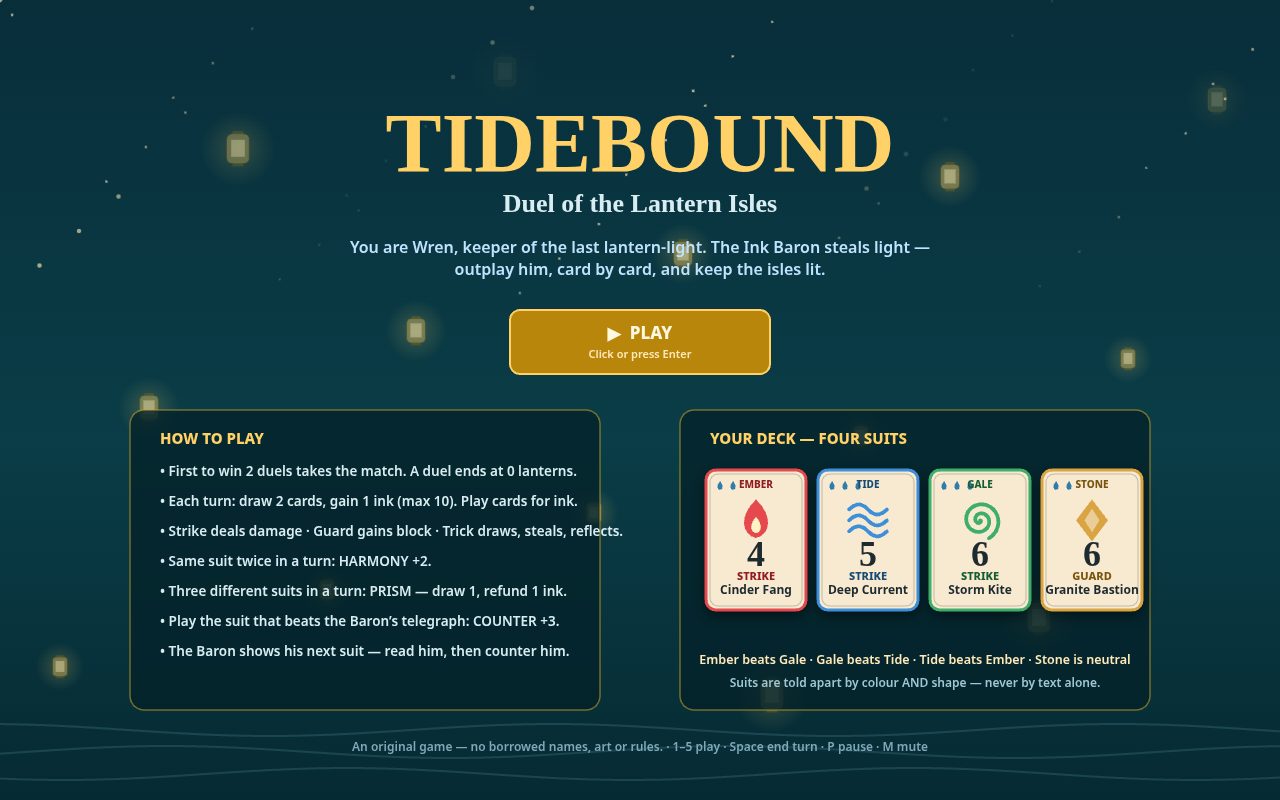 TIDEBOUND
Duel of the Lantern Isles
You are Wren, keeper of the last lantern-light. The Ink Baron steals light —
outplay him, card by card, and keep the isles lit.
▶ PLAY
Click or press Enter
HOW TO PLAY
• First to win 2 duels takes the match. A duel ends at 0 lanterns.
• Each turn: draw 2 cards, gain 1 ink (max 10). Play cards for ink.
• Strike deals damage · Guard gains block · Trick draws, steals, reflects.
• Same suit twice in a turn: HARMONY +2.
• Three different suits in a turn: PRISM — draw 1, refund 1 ink.
• Play the suit that beats the Baron’s telegraph: COUNTER +3.
• The Baron shows his next suit — read him, then counter him.
YOUR DECK — FOUR SUITS
EMBER
4
STRIKE
Cinder Fang
TIDE
5
STRIKE
Deep Current
GALE
6
STRIKE
Storm Kite
STONE
6
GUARD
Granite Bastion
Ember beats Gale · Gale beats Tide · Tide beats Ember · Stone is neutral
Suits are told apart by colour AND shape — never by text alone.
An original game — no borrowed names, art or rules. · 1–5 play · Space end turn · P pause · M mute